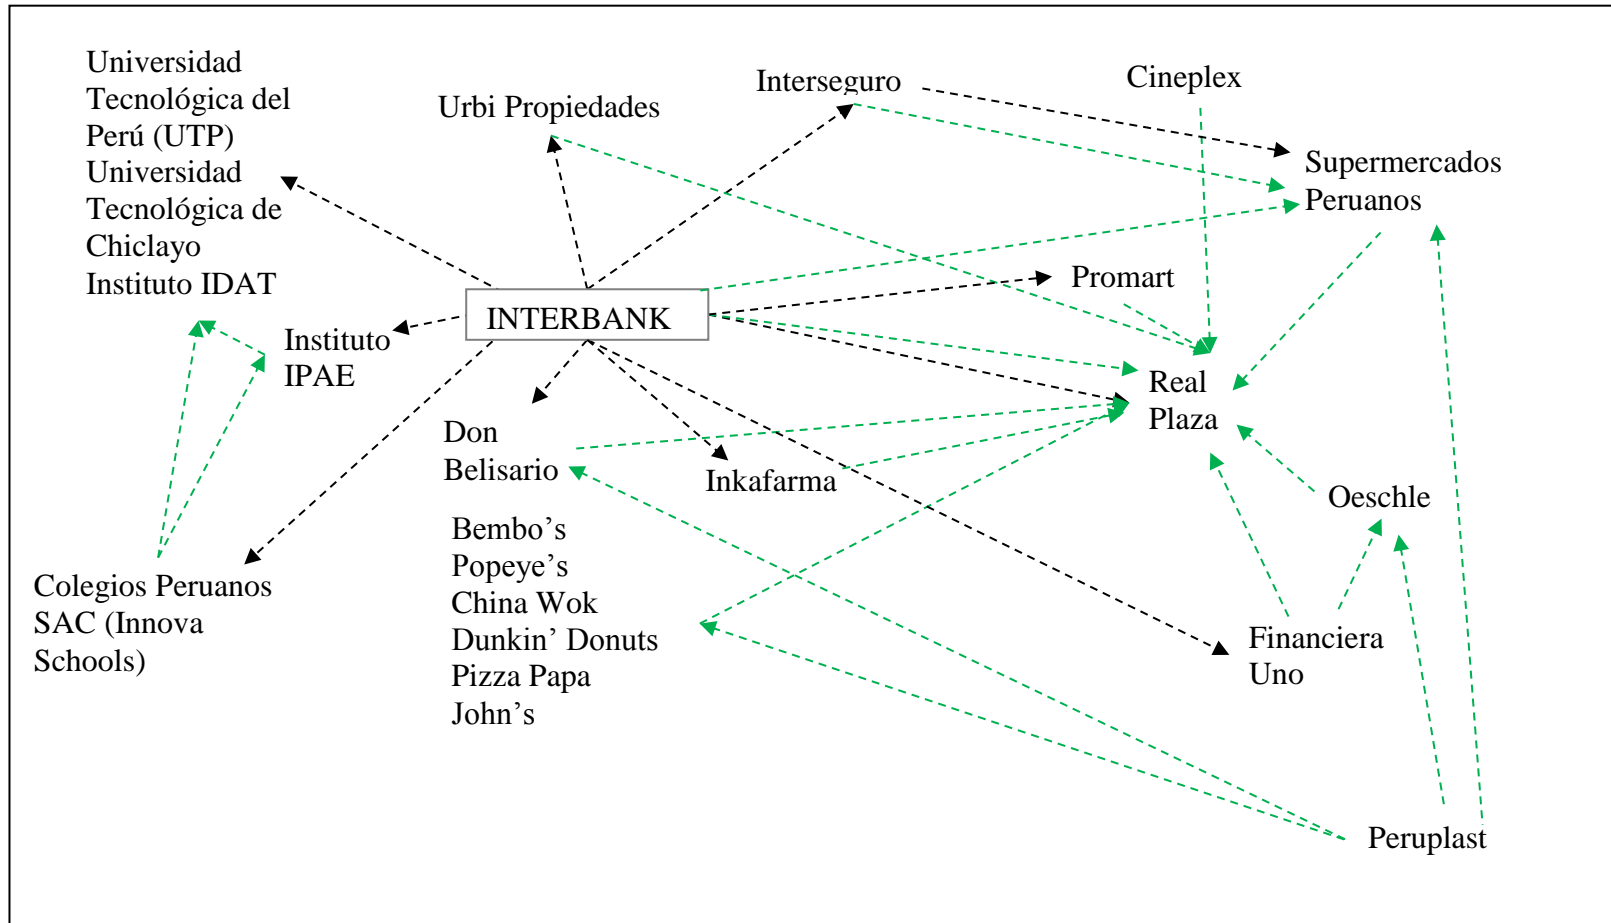 Universidad
Tecnológica del
Perú (UTP)
Universidad
Tecnológica de
Chiclayo
Instituto IDAT
Urbi Propiedades
Interseguro
Cineplex
Supermercados
Peruanos
Promart
INTERBANK
Instituto
IPAE
Real
Plaza
Don
Belisario
Inkafarma
Oeschle
Bembo’s
Popeye’s
China Wok
Dunkin’ Donuts
Pizza Papa
John’s
Colegios Peruanos
SAC (Innova
Schools)
Financiera
Uno
Peruplast